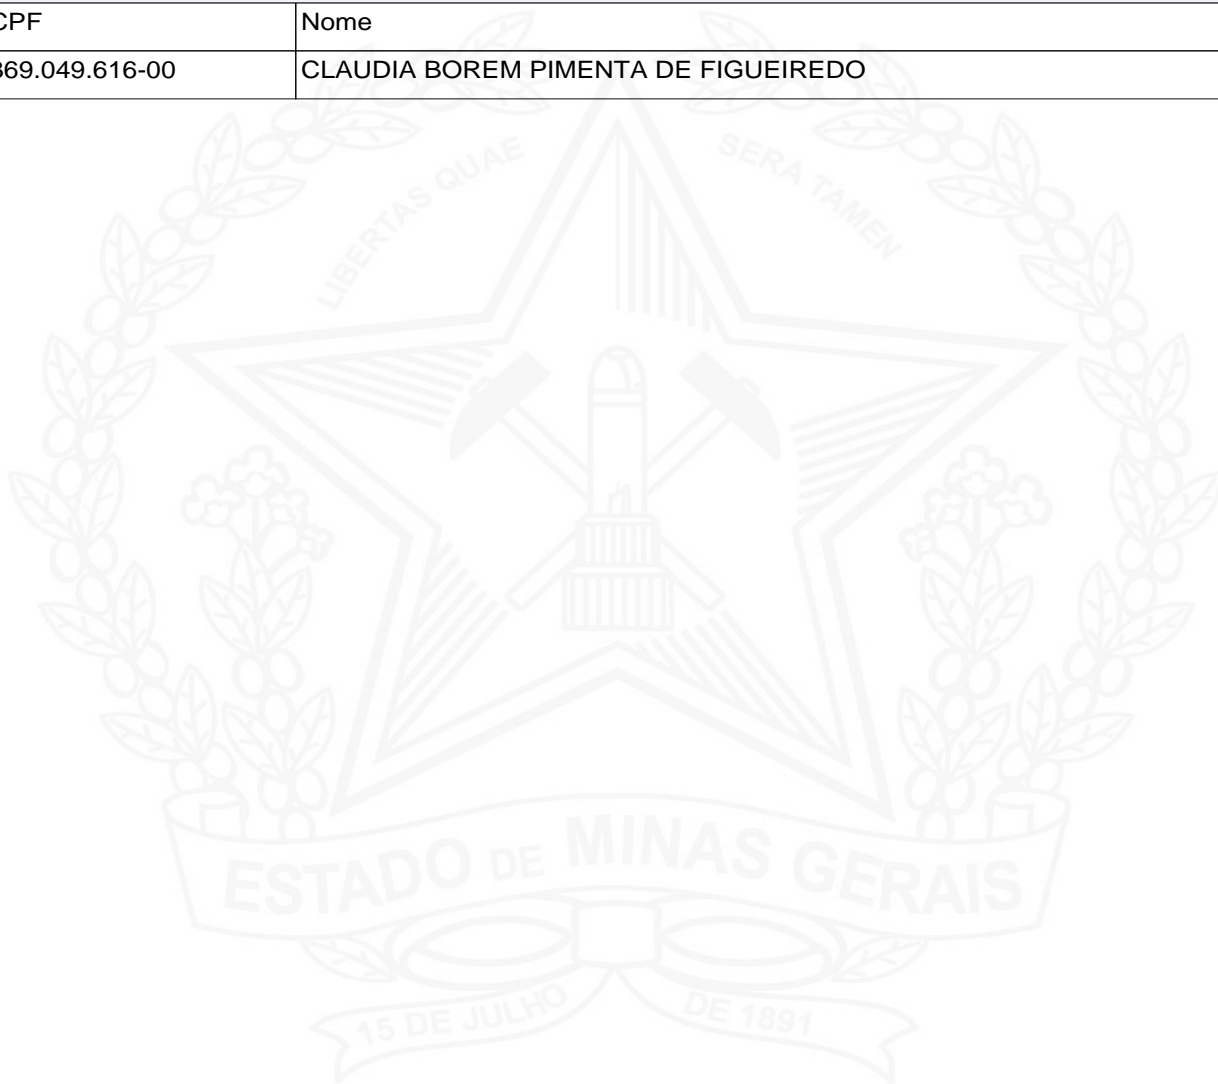 CPF Nome
369.049.616-00 CLAUDIA BOREM PIMENTA DE FIGUEIREDO
LIBERTAS QUAE SERA TAMEN
ESTADO DE MINAS GERAIS
15 DE JULHO DE 1891